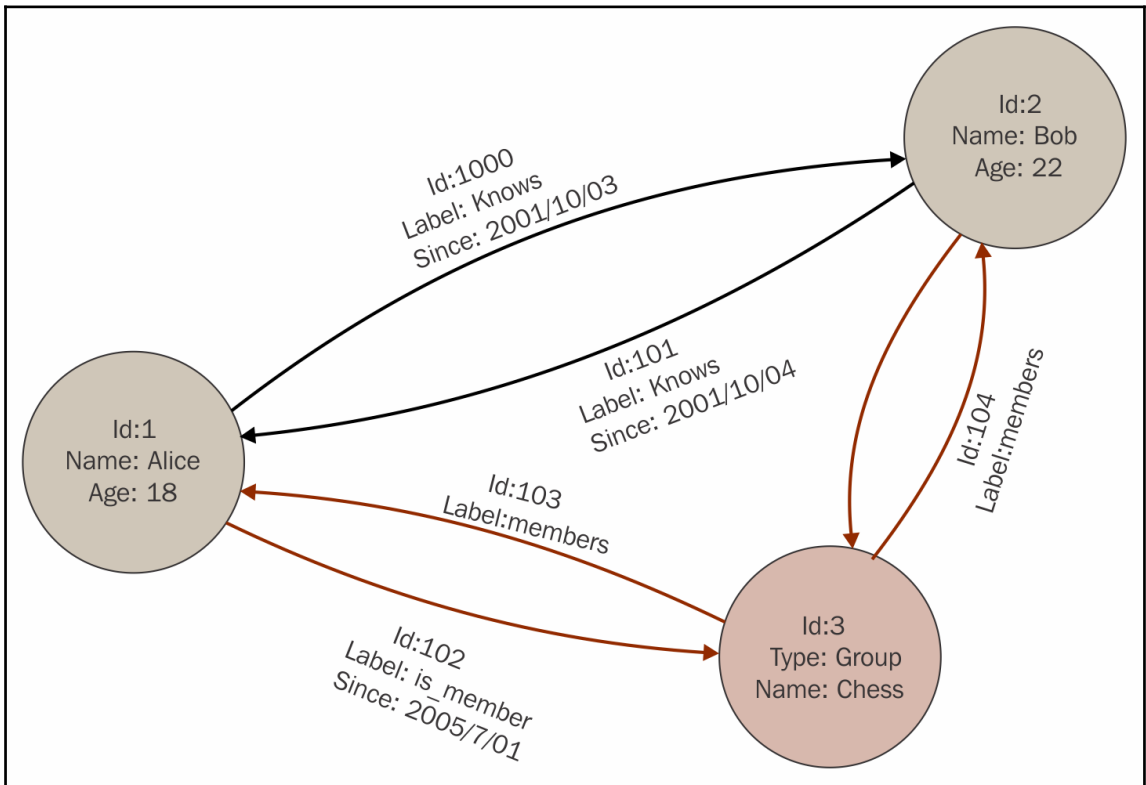 Id:2
Name: Bob
Age: 22
Id:1000
Label: Knows
Since: 2001/10/03
Id:101
Label: Knows
Since: 2001/10/04
Id:104
Label:members
Id:1
Name: Alice
Age: 18
Id:103
Label:members
Id:102
Label: is_member
Since: 2005/7/01
Id:3
Type: Group
Name: Chess